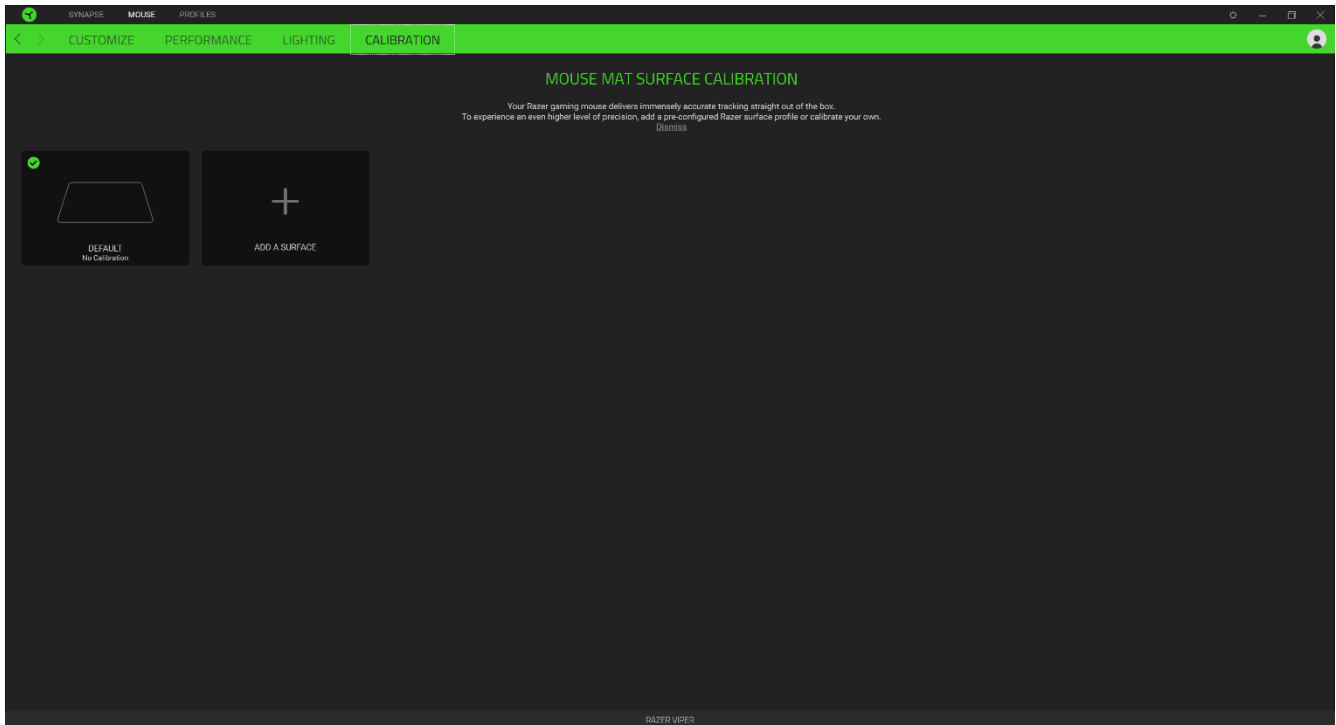 SYNAPSE MOUSE PROFILES
CUSTOMIZE PERFORMANCE LIGHTING CALIBRATION
MOUSE MAT SURFACE CALIBRATION
Your Razer gaming mouse delivers immensely accurate tracking straight out of the box.
To experience an even higher level of precision, add a pre-configured Razer surface profile or calibrate your own.
Dismiss
DEFAULT
No Calibration
ADD A SURFACE
RAZER VIPER